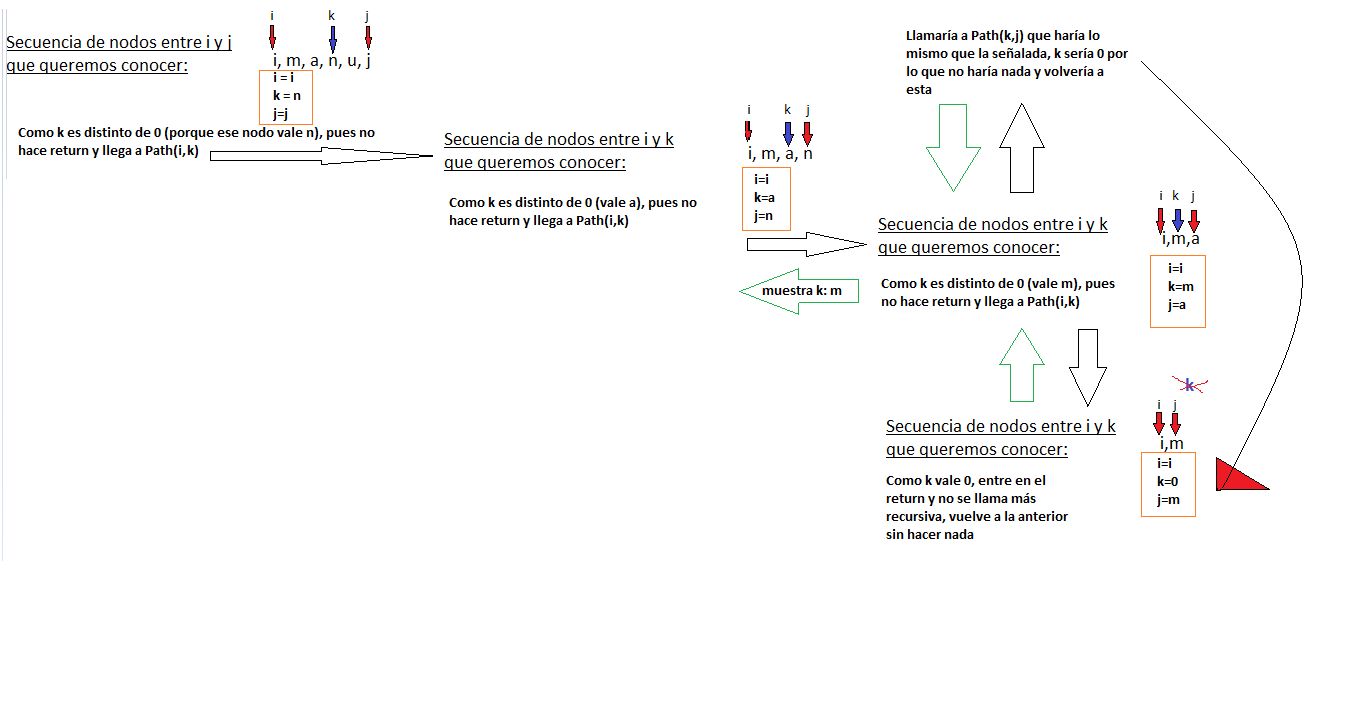 i k j
Secuencia de nodos entre i y j
que queremos conocer:
i, m, a, n, u, j
i = i
k = n
j=j
Como k es distinto de 0 (porque ese nodo vale n), pues no
hace return y llega a Path(i,k)
Secuencia de nodos entre i y k
que queremos conocer:
Como k es distinto de 0 (vale a), pues no
hace return y llega a Path(i,k)
i k j
i, m, a, n
i=i
k=a
j=n
Llamaría a Path(k,j) que haría lo
mismo que la señalada, k sería 0 por
lo que no haría nada y volvería a
esta
Secuencia de nodos entre i y k
que queremos conocer:
muestra k: m
Como k es distinto de 0 (vale m), pues
no hace return y llega a Path(i,k)
i k j
i,m,a
i=i
k=m
j=a
Secuencia de nodos entre i y k
que queremos conocer:
Como k vale 0, entre en el
return y no se llama más
recursiva, vuelve a la anterior
sin hacer nada
k
i j
i,m
i=i
k=0
j=m